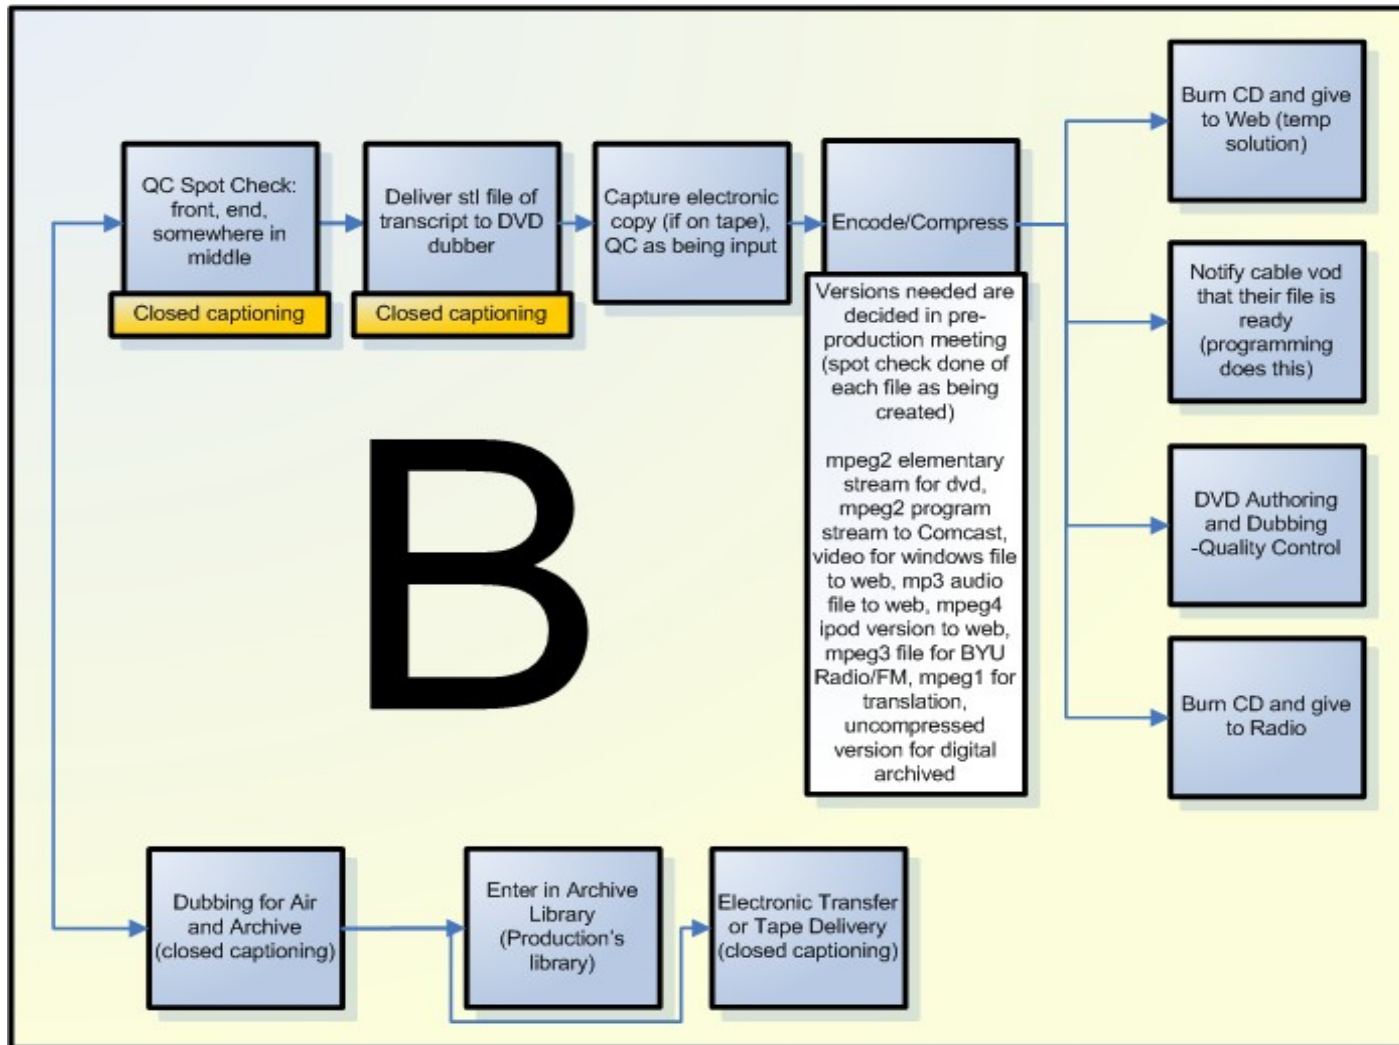 QC Spot Check:
front, end,
somewhere in
middle
Closed captioning
Deliver stl file of
transcript to DVD
dubber
Closed captioning
Capture electronic
copy (if on tape),
QC as being input
Encode/Compress
Versions needed are
decided in pre-
production meeting
(spot check done of
each file as being
created)
mpeg2 elementary
stream for dvd,
mpeg2 program
stream to Comcast,
video for windows file
to web, mp3 audio
file to web, mpeg4
ipod version to web,
mpeg3 file for BYU
Radio/FM, mpeg1 for
translation,
uncompressed
version for digital
archived
Burn CD and give
to Web (temp
solution)
Notify cable vod
that their file is
ready
(programming
does this)
DVD Authoring
and Dubbing
-Quality Control
Burn CD and give
to Radio
B
Dubbing for Air
and Archive
(closed captioning)
Enter in Archive
Library
(Production's
library)
Electronic Transfer
or Tape Delivery
(closed captioning)